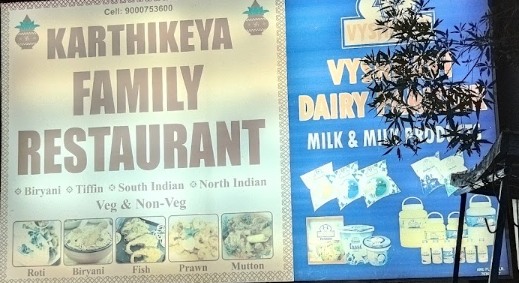 Cell: 9000753600
KARTHIKEYA
FAMILY
RESTAURANT
Biryani Tiffin South Indian North Indian
Veg & Non-Veg
Roti Biryani Fish Prawn Mutton
DAIRY
MILK & MILK PRODUCTS